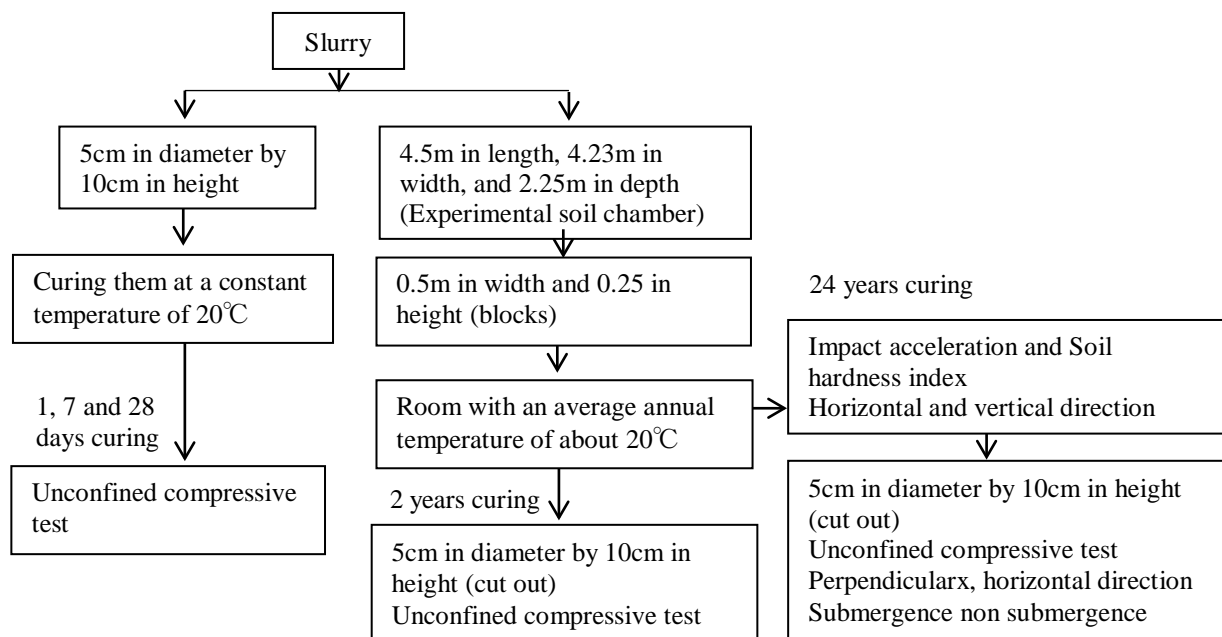 Slurry
5cm in diameter by
10cm in height
Curing them at a constant
temperature of 20℃
1, 7 and 28
days curing
Unconfined compressive
test
4.5m in length, 4.23m in
width, and 2.25m in depth
(Experimental soil chamber)
0.5m in width and 0.25 in
height (blocks)
Room with an average annual
temperature of about 20℃
2 years curing
5cm in diameter by 10cm in
height (cut out)
Unconfined compressive test
24 years curing
Impact acceleration and Soil
hardness index
Horizontal and vertical direction
5cm in diameter by 10cm in height
(cut out)
Unconfined compressive test
Perpendicularx, horizontal direction
Submergence non submergence